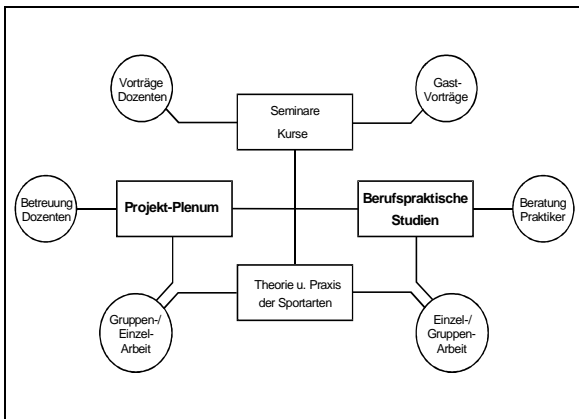 Vorträge
Dozenten
Gast-
Vorträge
Seminare
Kurse
Betreuung
Dozenten
Projekt-Plenum
Berufspraktische
Studien
Beratung
Praktiker
Theorie u. Praxis
der Sportarten
Gruppen-/
Einzel-
Arbeit
Einzel-/
Gruppen-
Arbeit